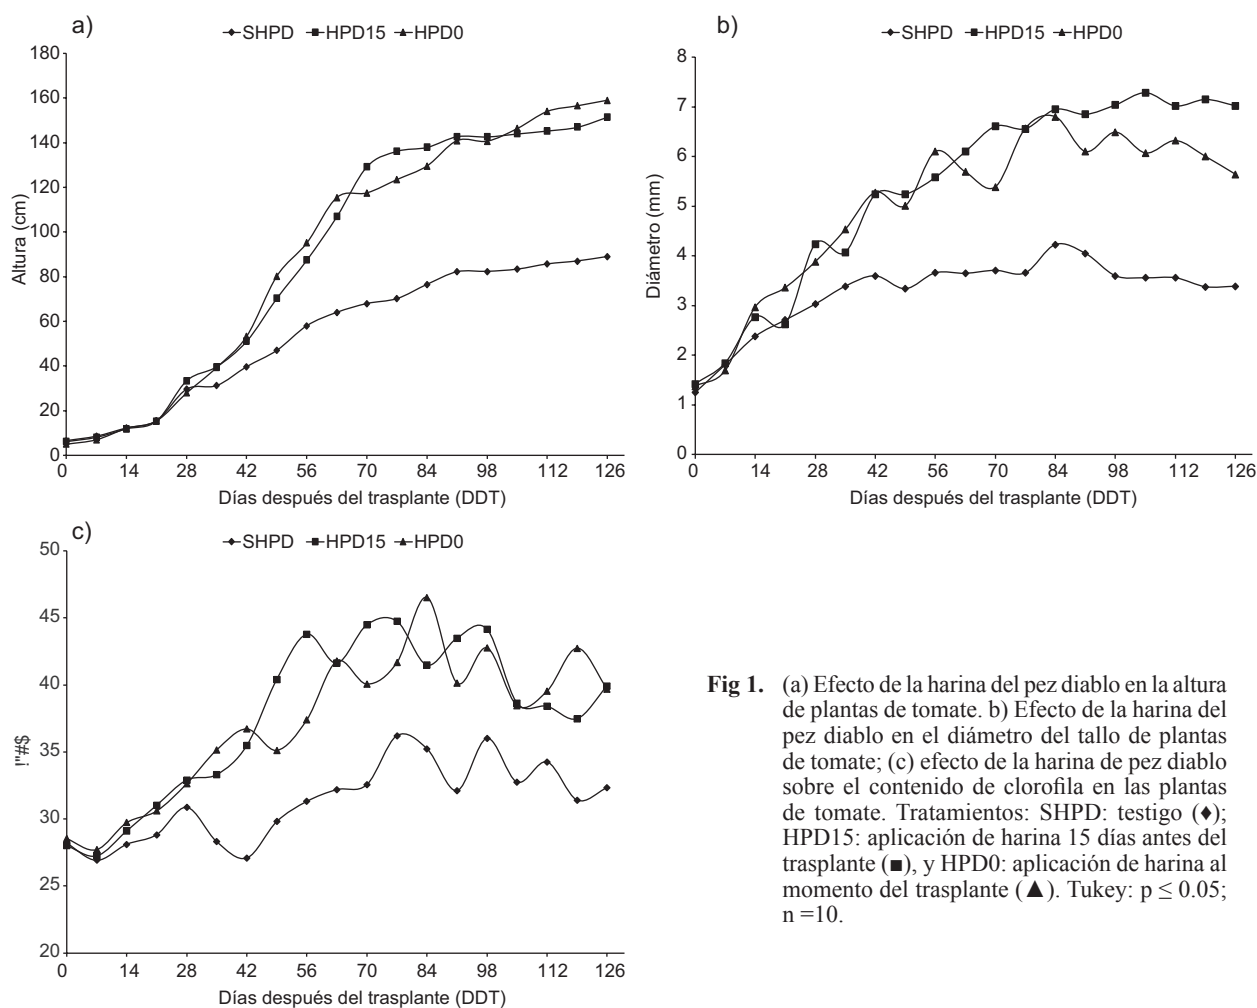 a)
SHPD HPD15 HPD0
180
160
140
120
100
80
60
40
20
0
Altura (cm)
0 14 28 42 56 70 84 98 112 126
Días después del trasplante (DDT)
b)
SHPD HPD15 HPD0
8
7
6
5
4
3
2
1
0
Diámetro (mm)
0 14 28 42 56 70 84 98 112 126
Días después del trasplante (DDT)
c)
SHPD HPD15 HPD0
50
45
40
35
30
25
20
!"#$
0 14 28 42 56 70 84 98 112 126
Días después del trasplante (DDT)
Fig 1. (a) Efecto de la harina del pez diablo en la altura
de plantas de tomate. b) Efecto de la harina del
pez diablo en el diámetro del tallo de plantas
de tomate; (c) efecto de la harina de pez diablo
sobre el contenido de clorofila en las plantas
de tomate. Tratamientos: SHPD: testigo (♦);
HPD15: aplicación de harina 15 días antes del
trasplante (■), y HPD0: aplicación de harina al
momento del trasplante (▲). Tukey: p ≤ 0.05;
n =10.